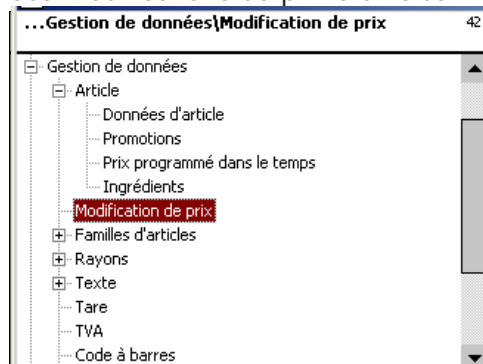 ...Gestion de données\Modification de prix 42
Gestion de données
Article
Données d'article
Promotions
Prix programmé dans le temps
Ingrédients
Modification de prix
Familles d'articles
Rayons
Texte
Tare
TVA
Code à barres